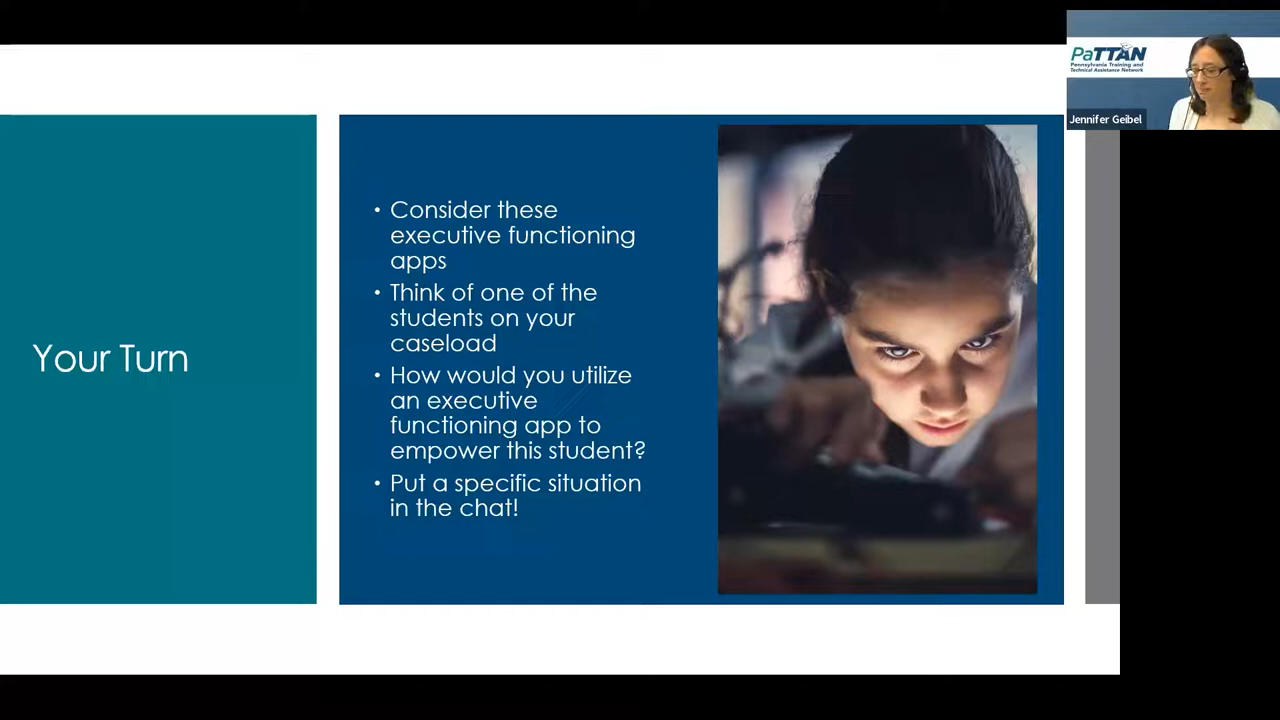 Your Turn
• Consider these
executive functioning
apps
• Think of one of the
students on your
caseload
• How would you utilize
an executive
functioning app to
empower this student?
• Put a specific situation
in the chat!
PaTTAN
Pennsylvania Training and
Technical Assistance Network
Jennifer Geibel